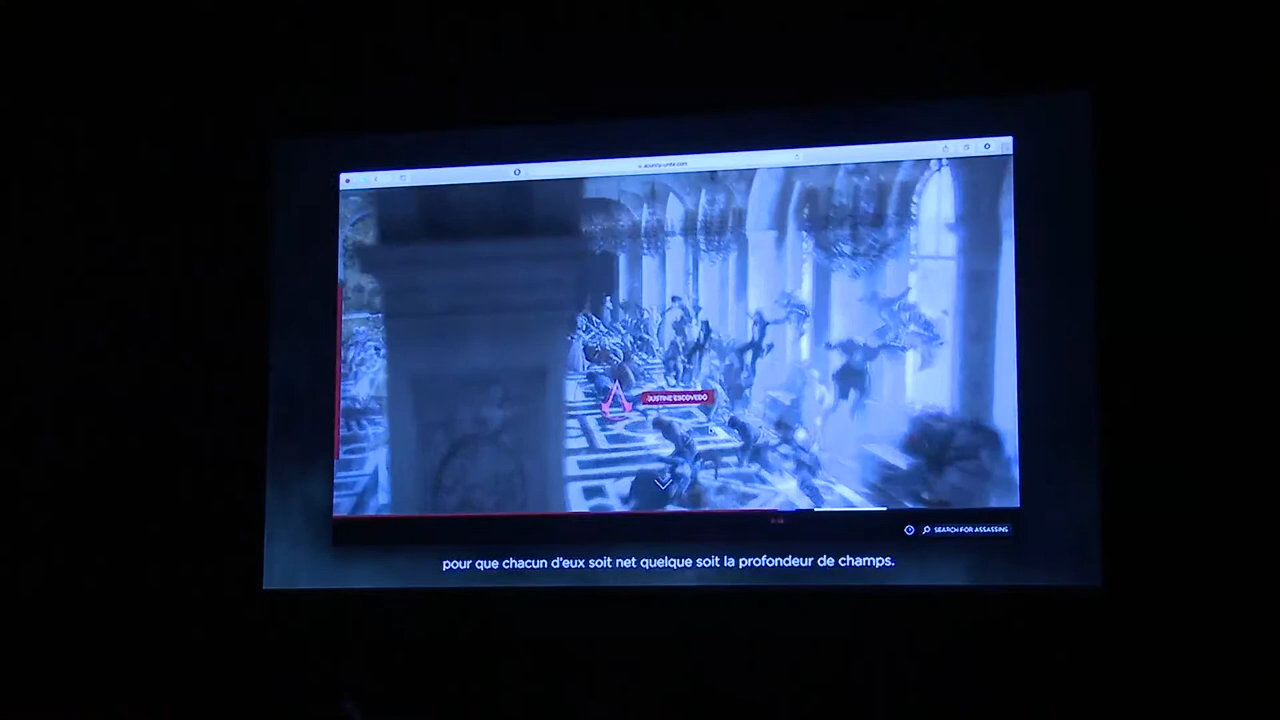 JUSTINE ESCOVEDO
SEARCH FOR ASSASSINS
pour que chacun d'eux soit net quelque soit la profondeur de champs.